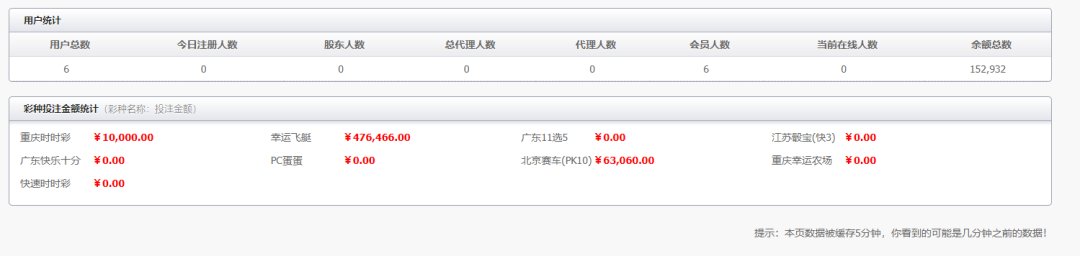 用户统计
用户总数 今日注册人数 股东人数 总代理人数 代理人数 会员人数 当前在线人数 余额总数
6 0 0 0 0 6 0 152,932
彩种投注金额统计（彩种名称：投注金额）
重庆时时彩 ￥10,000.00 幸运飞艇 ￥476,466.00 广东11选5 ￥0.00 江苏骰宝(快3) ￥0.00
广东快乐十分 ￥0.00 PC蛋蛋 ￥0.00 北京赛车(PK10) ￥63,060.00 重庆幸运农场 ￥0.00
快速时时彩 ￥0.00
提示：本页数据被缓存5分钟，你看到的可能是几分钟之前的数据！